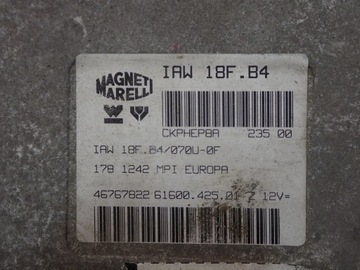 MAGNETI
MARELLI
IAW 18F.B4
CKPHEP8A 235 00
IAW 18F.B4/070U-0F
178 1242 MPI EUROPA
46767822 61600.425.01 Z 12V=